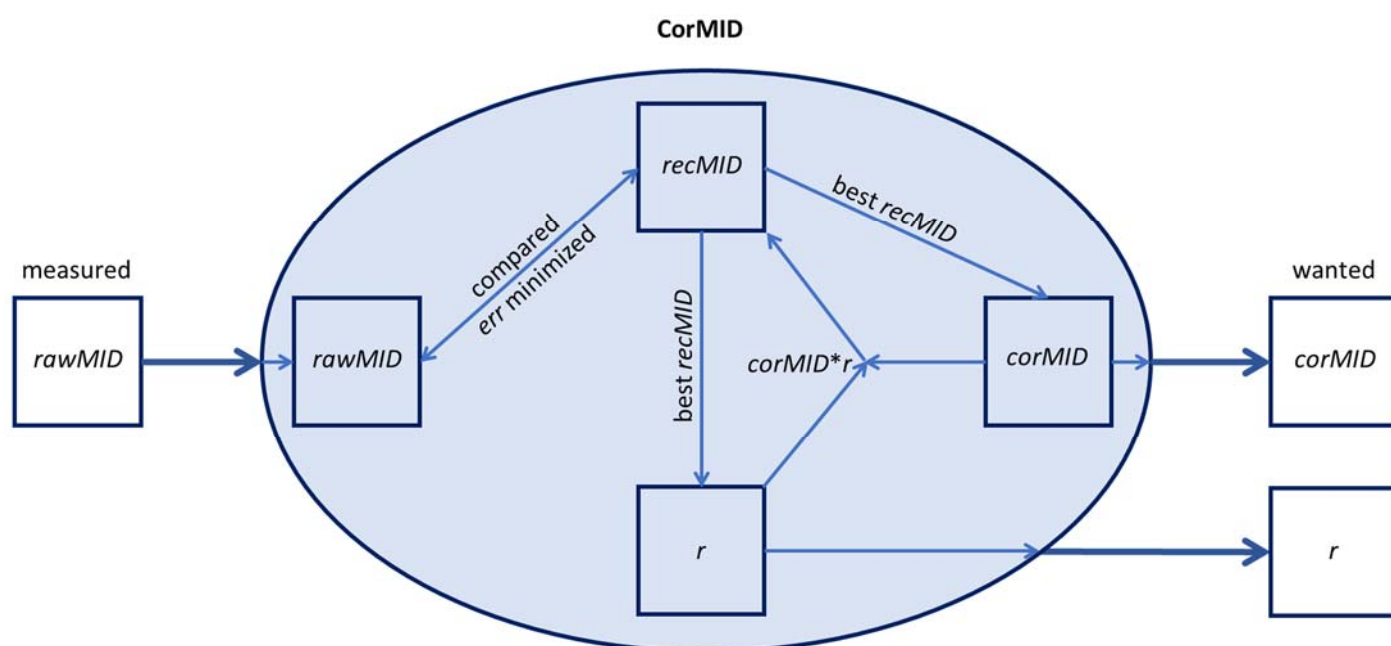 CorMID
recMID
best recMID
compared
err minimized
measured
wanted
best recMID
rawMID
rawMID
corMID*r
corMID
corMID
r
r